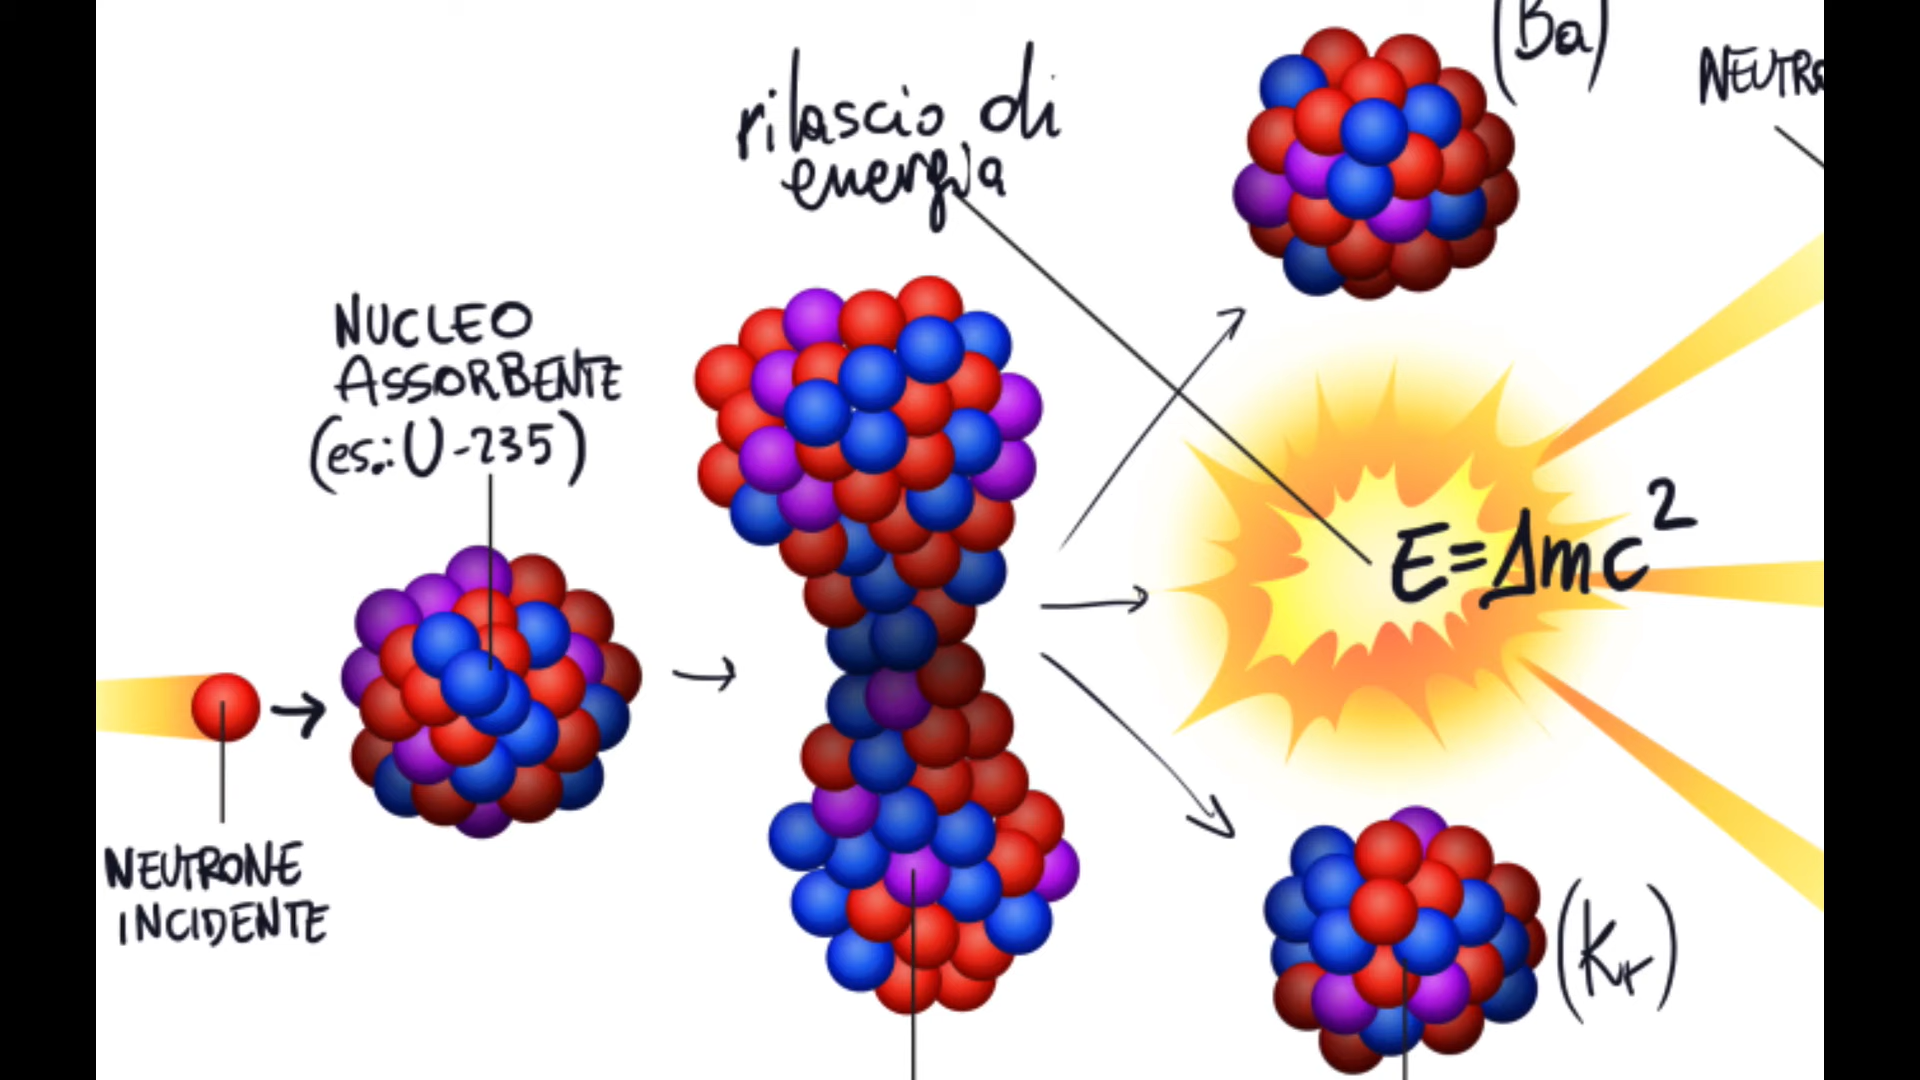 (Ba)
rilascio di
energia
NUCLEO
ASSORBENTE
(es.: U-235)
E=Δmc²
NEUTRONE
INCIDENTE
(Kr)